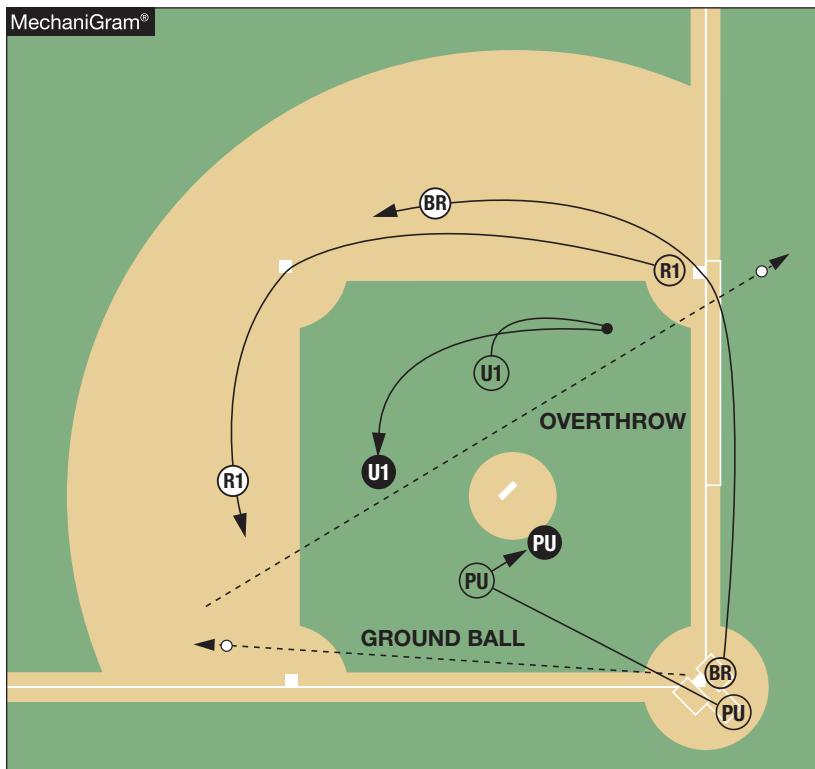 MechaniGram®
BR
R1
U1
OVERTHROW
U1
R1
PU
PU
GROUND BALL
BR
PU